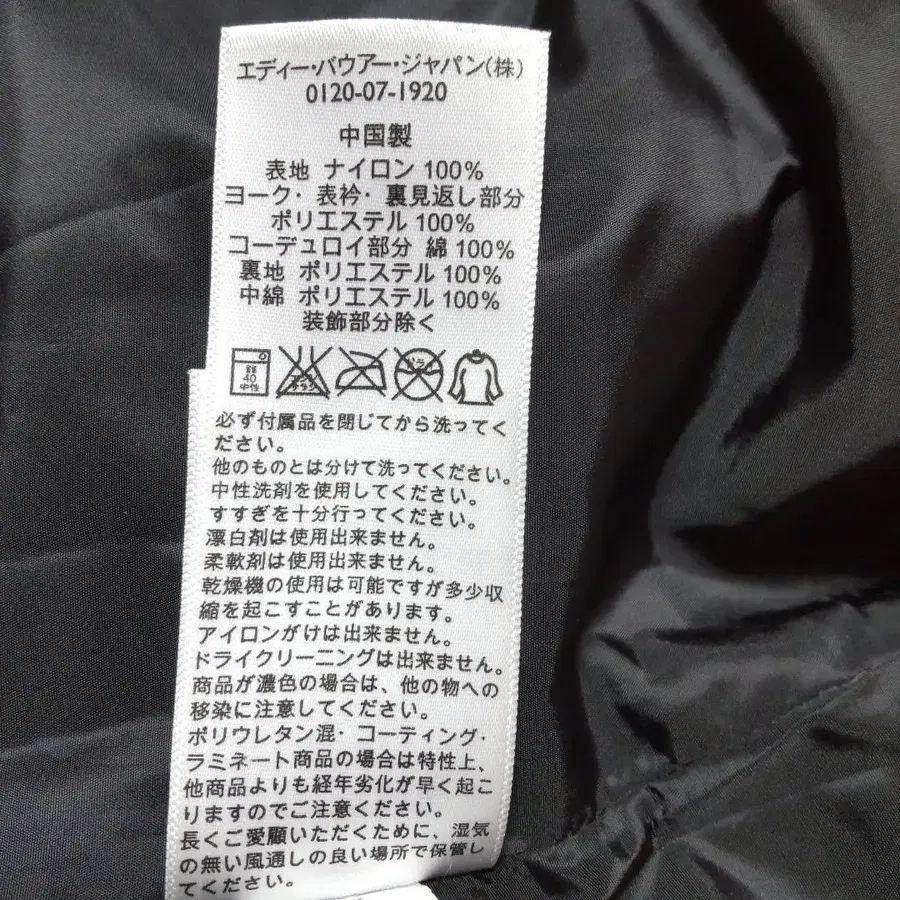 エディー・バウアー・ジャパン(株)
0120-07-1920
中国製
表地 ナイロン 100%
ヨーク・表衿・裏見返し部分
ポリエステル 100%
コーデュロイ部分 綿 100%
裏地 ポリエステル 100%
中綿 ポリエステル 100%
装飾部分除く
40
中性
必ず付属品を閉じてから洗ってく
ださい。
他のものとは分けて洗ってください。
中性洗剤を使用してください。
すすぎを十分行ってください。
漂白剤は使用出来ません。
柔軟剤は使用出来ません。
乾燥機の使用は可能ですが多少収
縮を起こすことがあります。
アイロンがけは出来ません。
ドライクリーニングは出来ません。
商品が濃色の場合は、他の物への
移染に注意してください。
ポリウレタン混・コーティング・
ラミネート商品の場合は特性上、
他商品よりも経年劣化が早く起こ
りますのでご注意ください。
長くご愛顧いただくために、湿気
の無い風通しの良い場所で保管し
てください。